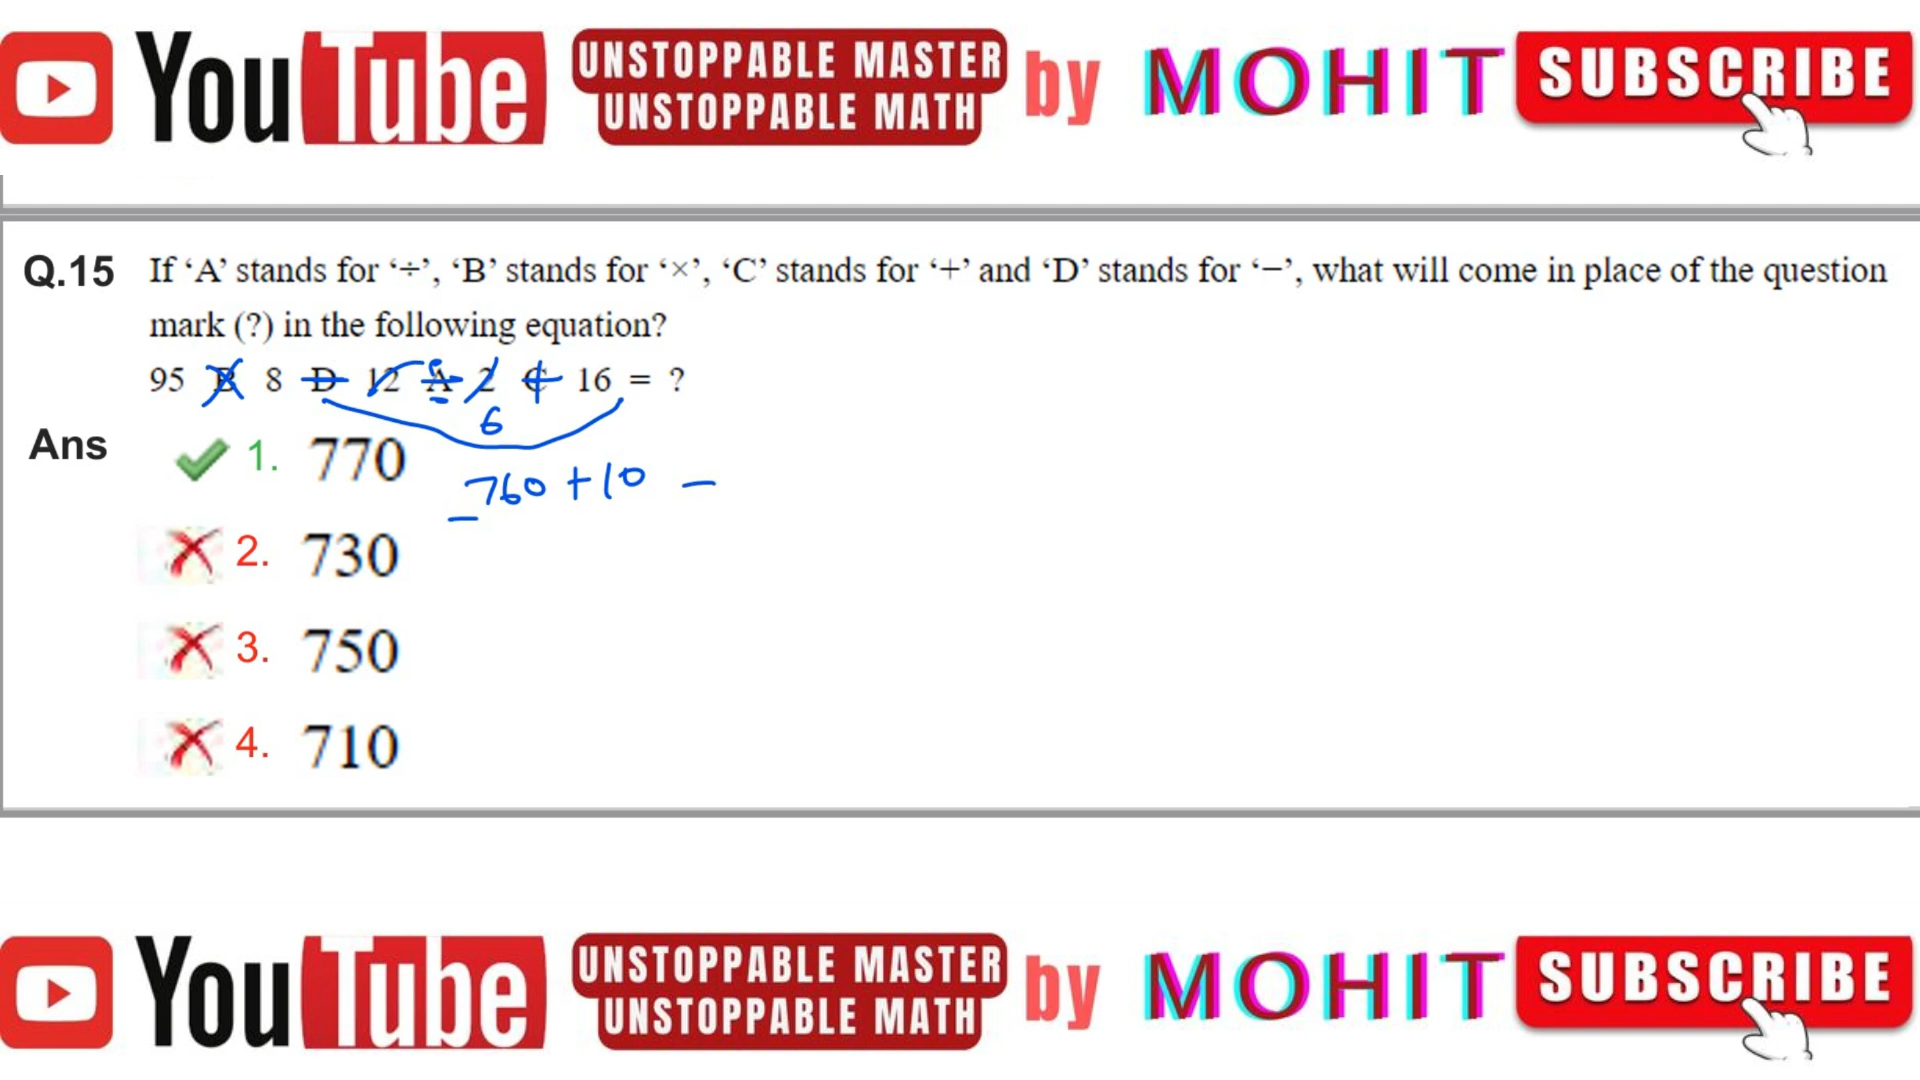 YouTube UNSTOPPABLE MASTER by MOHIT SUBSCRIBE
UNSTOPPABLE MATH
Q.15 If ‘A’ stands for ‘÷’, ‘B’ stands for ‘×’, ‘C’ stands for ‘+’ and ‘D’ stands for ‘−’, what will come in place of the question
mark (?) in the following equation?
95 B 8 D 12 A 2 C 16 = ?
6
Ans 1. 770
760 + 10 –
2. 730
3. 750
4. 710
YouTube UNSTOPPABLE MASTER by MOHIT SUBSCRIBE
UNSTOPPABLE MATH